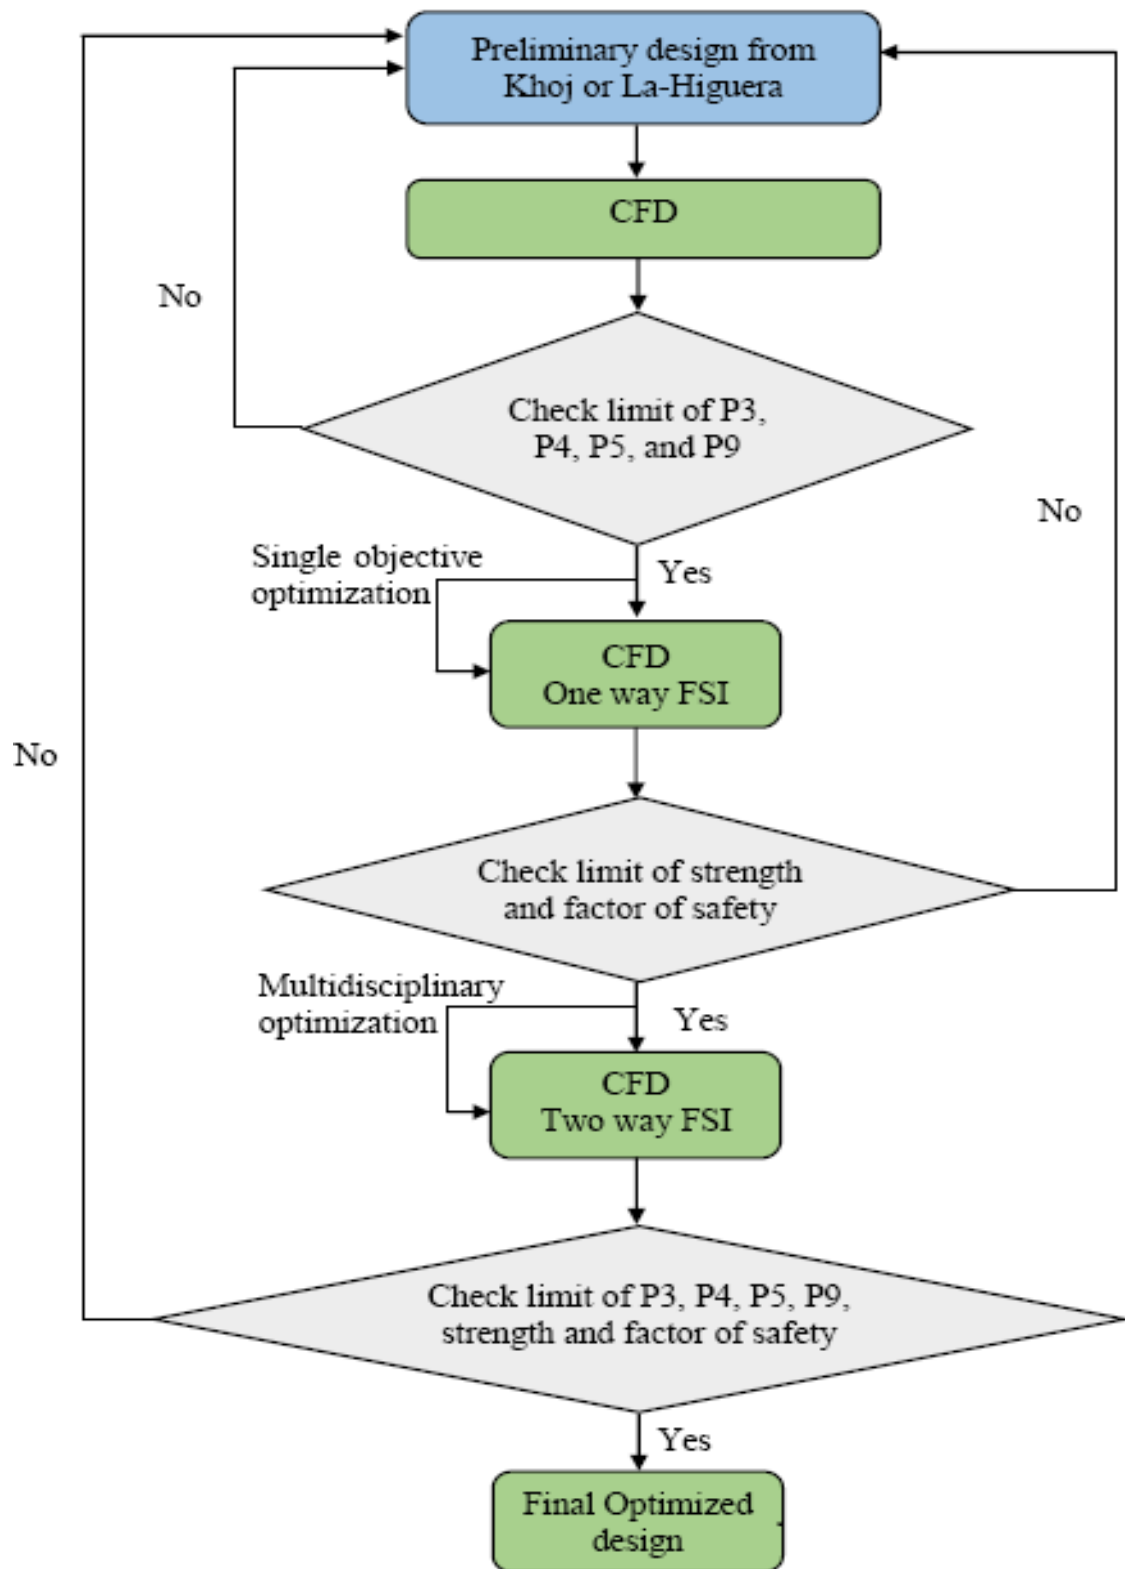 Preliminary design from
Khoj or La-Higuera
CFD
No
Check limit of P3,
P4, P5, and P9
No
Single objective
optimization
Yes
CFD
One way FSI
No
Check limit of strength
and factor of safety
Multidisciplinary
optimization
Yes
CFD
Two way FSI
Check limit of P3, P4, P5, P9,
strength and factor of safety
Yes
Final Optimized
design